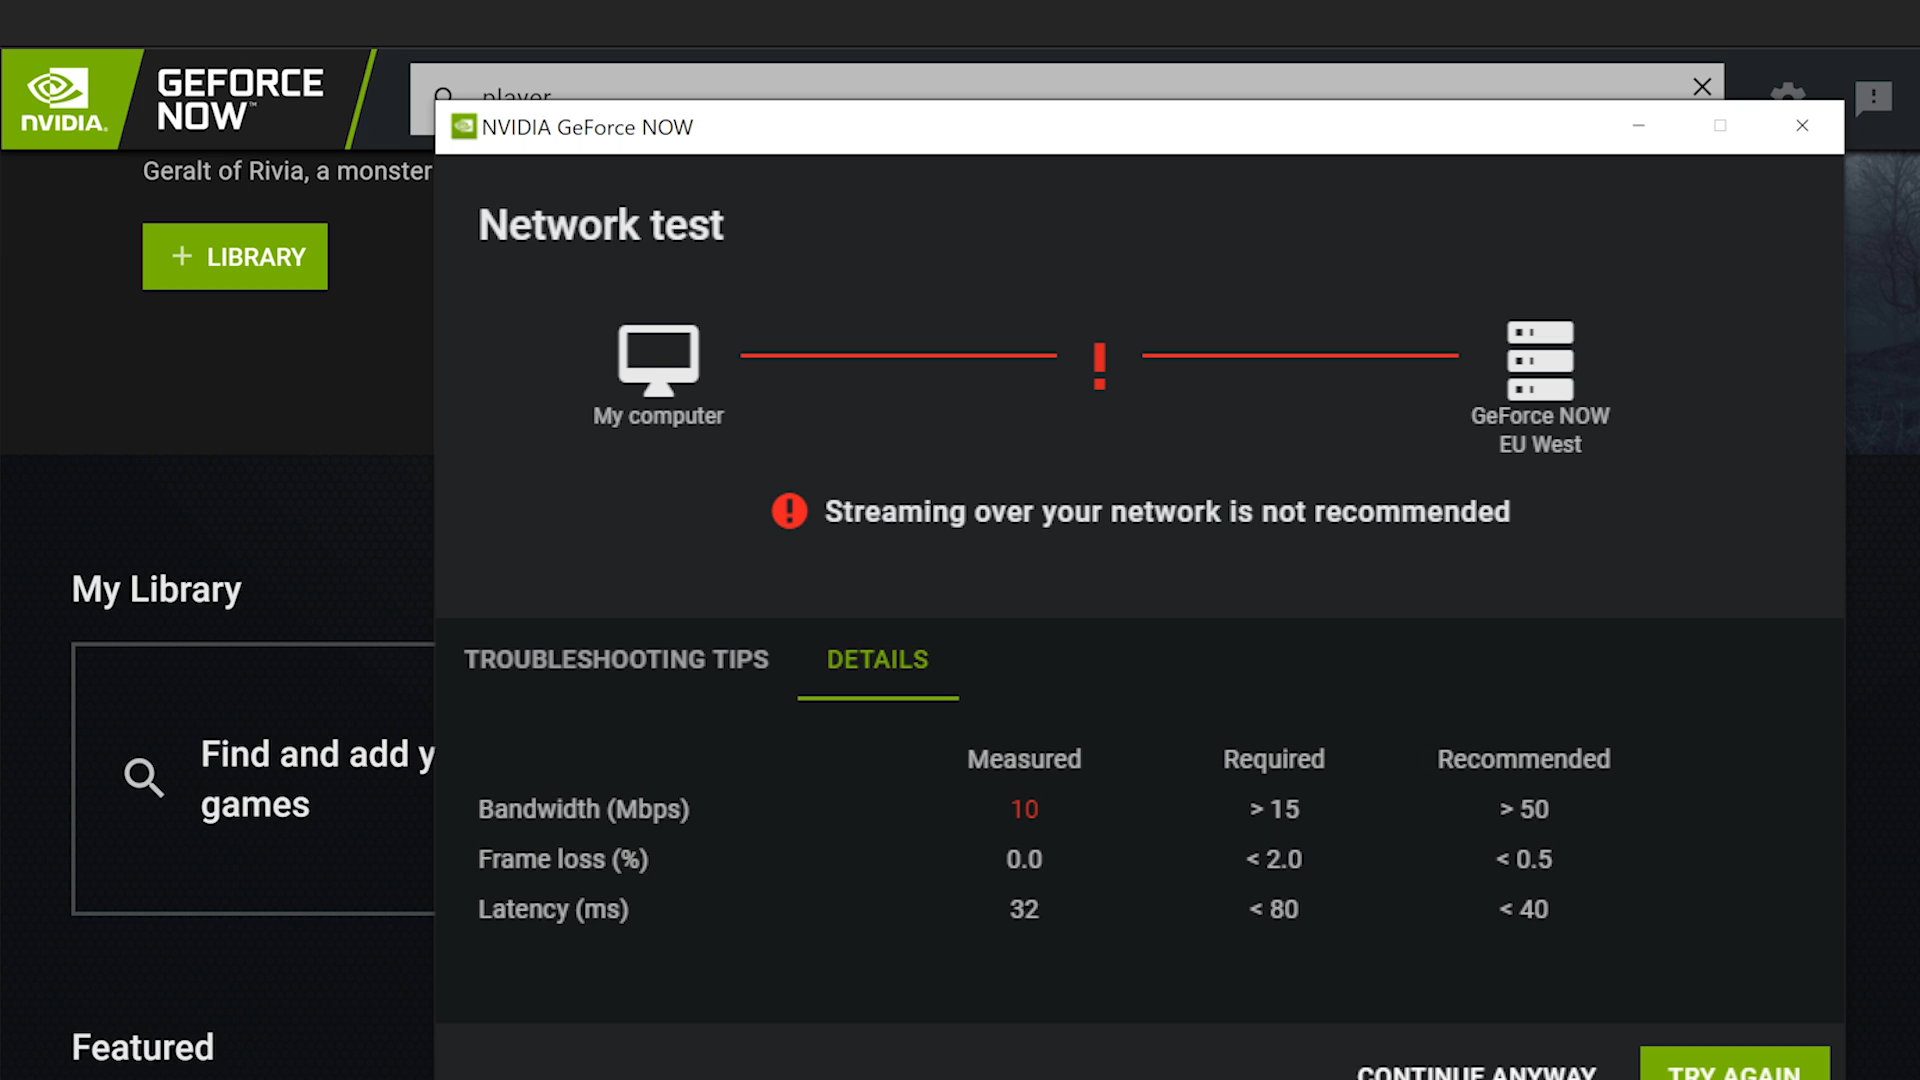 NVIDIA
GEFORCE
NOW™
player
NVIDIA GeForce NOW
Geralt of Rivia, a monster
+ LIBRARY
Network test
My computer
GeForce NOW
EU West
Streaming over your network is not recommended
My Library
Find and add y
games
TROUBLESHOOTING TIPS DETAILS
Measured Required Recommended
Bandwidth (Mbps) 10 > 15 > 50
Frame loss (%) 0.0 < 2.0 < 0.5
Latency (ms) 32 < 80 < 40
Featured
CONTINUE ANYWAY TRY AGAIN